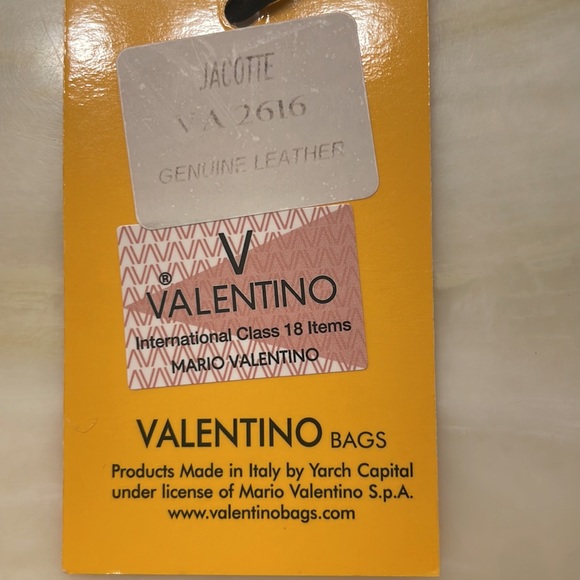 JACOTTE
VA 2616
GENUINE LEATHER
V
® VALENTINO
International Class 18 Items
MARIO VALENTINO
VALENTINO BAGS
Products Made in Italy by Yarch Capital
under license of Mario Valentino S.p.A.
www.valentinobags.com